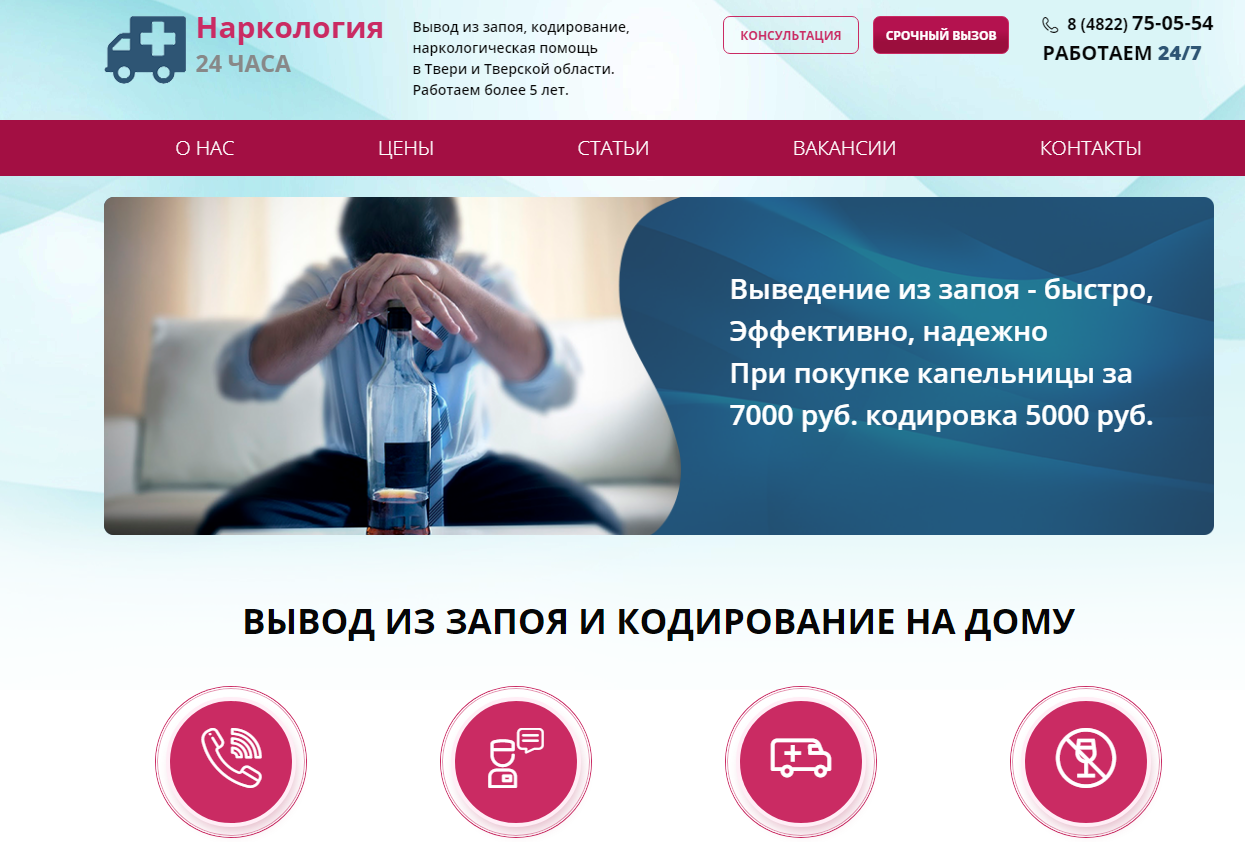 Наркология
24 ЧАСА
Вывод из запоя, кодирование,
наркологическая помощь
в Твери и Тверской области.
Работаем более 5 лет.
КОНСУЛЬТАЦИЯ
СРОЧНЫЙ ВЫЗОВ
8 (4822) 75-05-54
РАБОТАЕМ 24/7
О НАС
ЦЕНЫ
СТАТЬИ
ВАКАНСИИ
КОНТАКТЫ
Выведение из запоя - быстро,
Эффективно, надежно
При покупке капельницы за
7000 руб. кодировка 5000 руб.
ВЫВОД ИЗ ЗАПОЯ И КОДИРОВАНИЕ НА ДОМУ